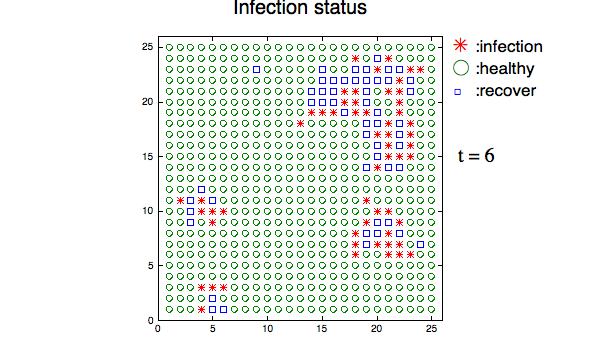 Infection status
:infection
:healthy
:recover
t = 6
25
20
15
10
5
0
0 5 10 15 20 25